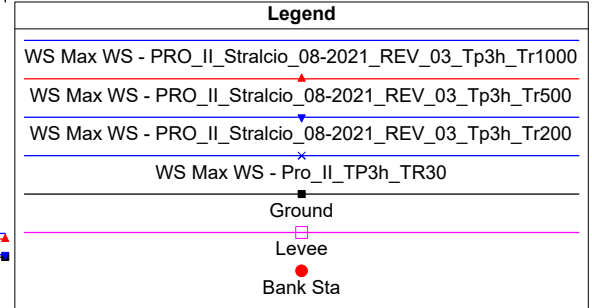 Legend
WS Max WS - PRO_II_Stralcio_08-2021_REV_03_Tp3h_Tr1000
WS Max WS - PRO_II_Stralcio_08-2021_REV_03_Tp3h_Tr500
WS Max WS - PRO_II_Stralcio_08-2021_REV_03_Tp3h_Tr200
WS Max WS - Pro_II_TP3h_TR30
Ground
Levee
Bank Sta